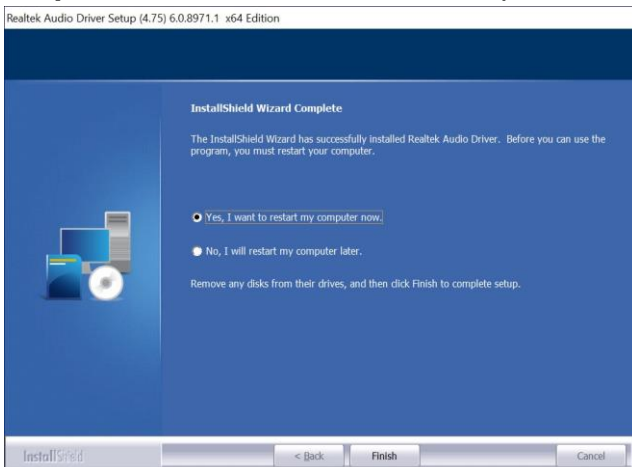 Realtek Audio Driver Setup (4.75) 6.0.8971.1 x64 Edition
InstallShield Wizard Complete
The InstallShield Wizard has successfully installed Realtek Audio Driver. Before you can use the
program, you must restart your computer.
Yes, I want to restart my computer now.
No, I will restart my computer later.
Remove any disks from their drives, and then click Finish to complete setup.
InstallShield
< Back
Finish
Cancel